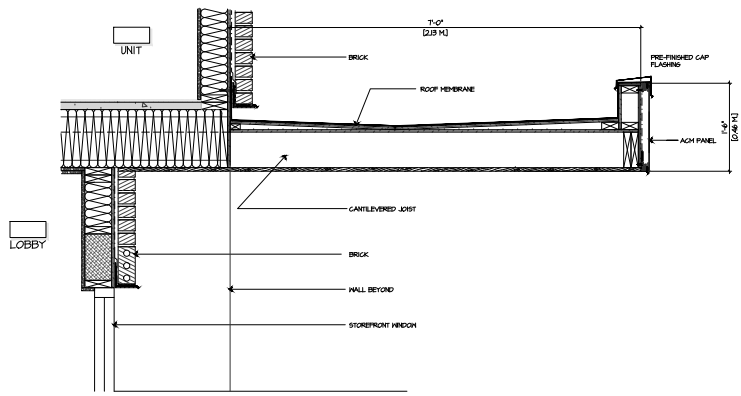 7'-0"
[2.13 M.]
UNIT
BRICK
PRE-FINISHED CAP
FLASHING
ROOF MEMBRANE
1'-6"
[0.46 M.]
ACM PANEL
CANTILEVERED JOIST
LOBBY
BRICK
WALL BEYOND
STOREFRONT WINDOW